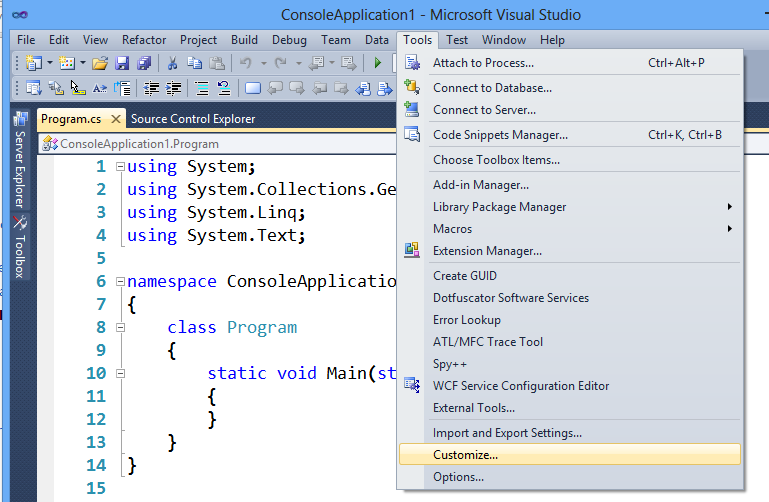 ConsoleApplication1 - Microsoft Visual Studio
File Edit View Refactor Project Build Debug Team Data Tools Test Window Help
Attach to Process... Ctrl+Alt+P
Connect to Database...
Connect to Server...
Code Snippets Manager... Ctrl+K, Ctrl+B
Choose Toolbox Items...
Add-in Manager...
Library Package Manager
Macros
Extension Manager...
Create GUID
Dotfuscator Software Services
Error Lookup
ATL/MFC Trace Tool
Spy++
WCF Service Configuration Editor
External Tools...
Import and Export Settings...
Customize...
Options...
Program.cs Source Control Explorer
ConsoleApplication1.Program
Server Explorer
Toolbox
1 using System;
2 using System.Collections.Ge
3 using System.Linq;
4 using System.Text;
5
6 namespace ConsoleApplication
7 {
8 class Program
9 {
10 static void Main(st
11 {
12 }
13 }
14 }
15